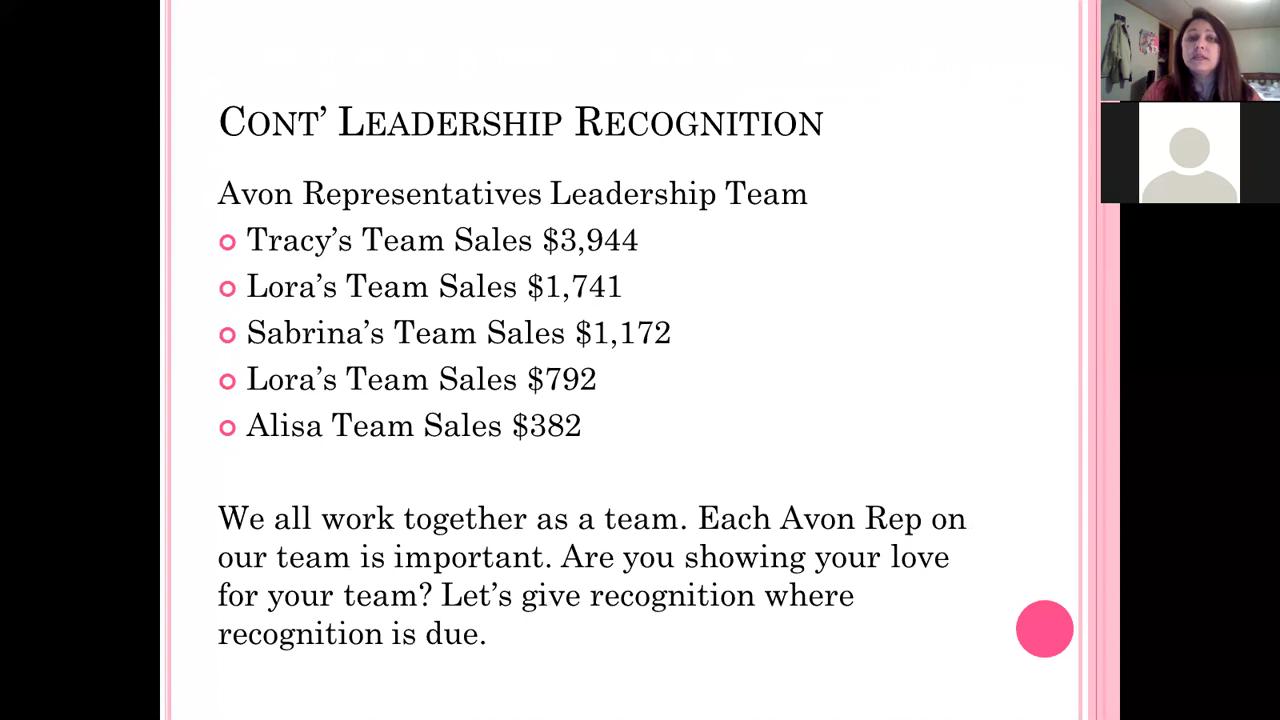 CONT’ LEADERSHIP RECOGNITION
Avon Representatives Leadership Team
Tracy’s Team Sales $3,944
Lora’s Team Sales $1,741
Sabrina’s Team Sales $1,172
Lora’s Team Sales $792
Alisa Team Sales $382
We all work together as a team. Each Avon Rep on
our team is important. Are you showing your love
for your team? Let’s give recognition where
recognition is due.